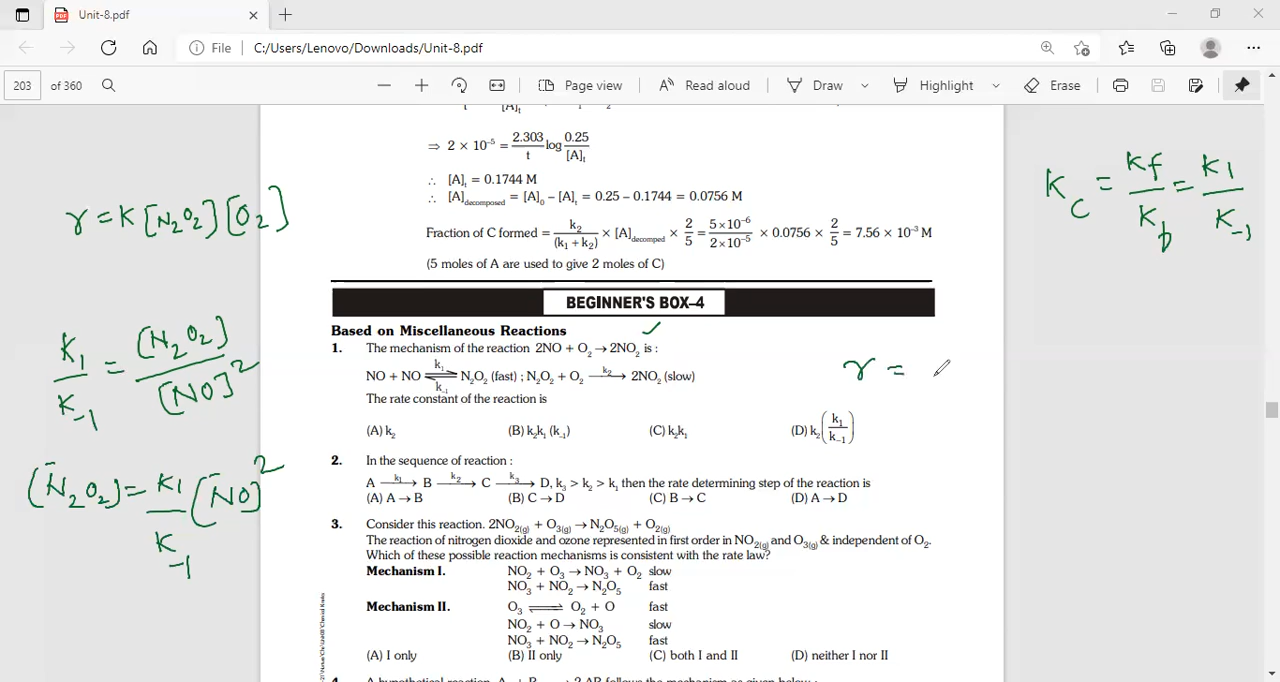 Unit-8.pdf
File C:/Users/Lenovo/Downloads/Unit-8.pdf
203 of 360 Page view Read aloud Draw Highlight Erase
⇒ 2 × 10⁻⁵ = 2.303/t log 0.25/[A]ₜ
∴ [A]ₜ = 0.1744 M
∴ [A]decomposed = [A]₀ – [A]ₜ = 0.25 – 0.1744 = 0.0756 M
Fraction of C formed = k₂/(k₁ + k₂) × [A]decomped × 2/5 = 5×10⁻⁶/2×10⁻⁵ × 0.0756 × 2/5 = 7.56 × 10⁻³ M
(5 moles of A are used to give 2 moles of C)
BEGINNER'S BOX–4
Based on Miscellaneous Reactions ✓
1. The mechanism of the reaction 2NO + O₂ → 2NO₂ is :
NO + NO ⇌ (k₁, k₋₁) N₂O₂ (fast) ; N₂O₂ + O₂ —k₂→ 2NO₂ (slow)
The rate constant of the reaction is
(A) k₂ (B) k₂k₁ (k₋₁) (C) k₂k₁ (D) k₂(k₁/k₋₁)
2. In the sequence of reaction :
A —k₁→ B —k₂→ C —k₃→ D, k₃ > k₂ > k₁ then the rate determining step of the reaction is
(A) A → B (B) C → D (C) B → C (D) A → D
3. Consider this reaction. 2NO₂(g) + O₃(g) → N₂O₅(g) + O₂(g)
The reaction of nitrogen dioxide and ozone represented in first order in NO₂(g) and O₃(g) & independent of O₂.
Which of these possible reaction mechanisms is consistent with the rate law?
Mechanism I. NO₂ + O₃ → NO₃ + O₂ slow
NO₃ + NO₂ → N₂O₅ fast
Mechanism II. O₃ ⇌ O₂ + O fast
NO₂ + O → NO₃ slow
NO₃ + NO₂ → N₂O₅ fast
(A) I only (B) II only (C) both I and II (D) neither I nor II
r = K[N₂O₂][O₂]
K₁/K₋₁ = (N₂O₂)/[NO]²
(N₂O₂) = K₁/K₋₁ (NO)²
K_C = Kf/K_b = K₁/K₋₁
r =